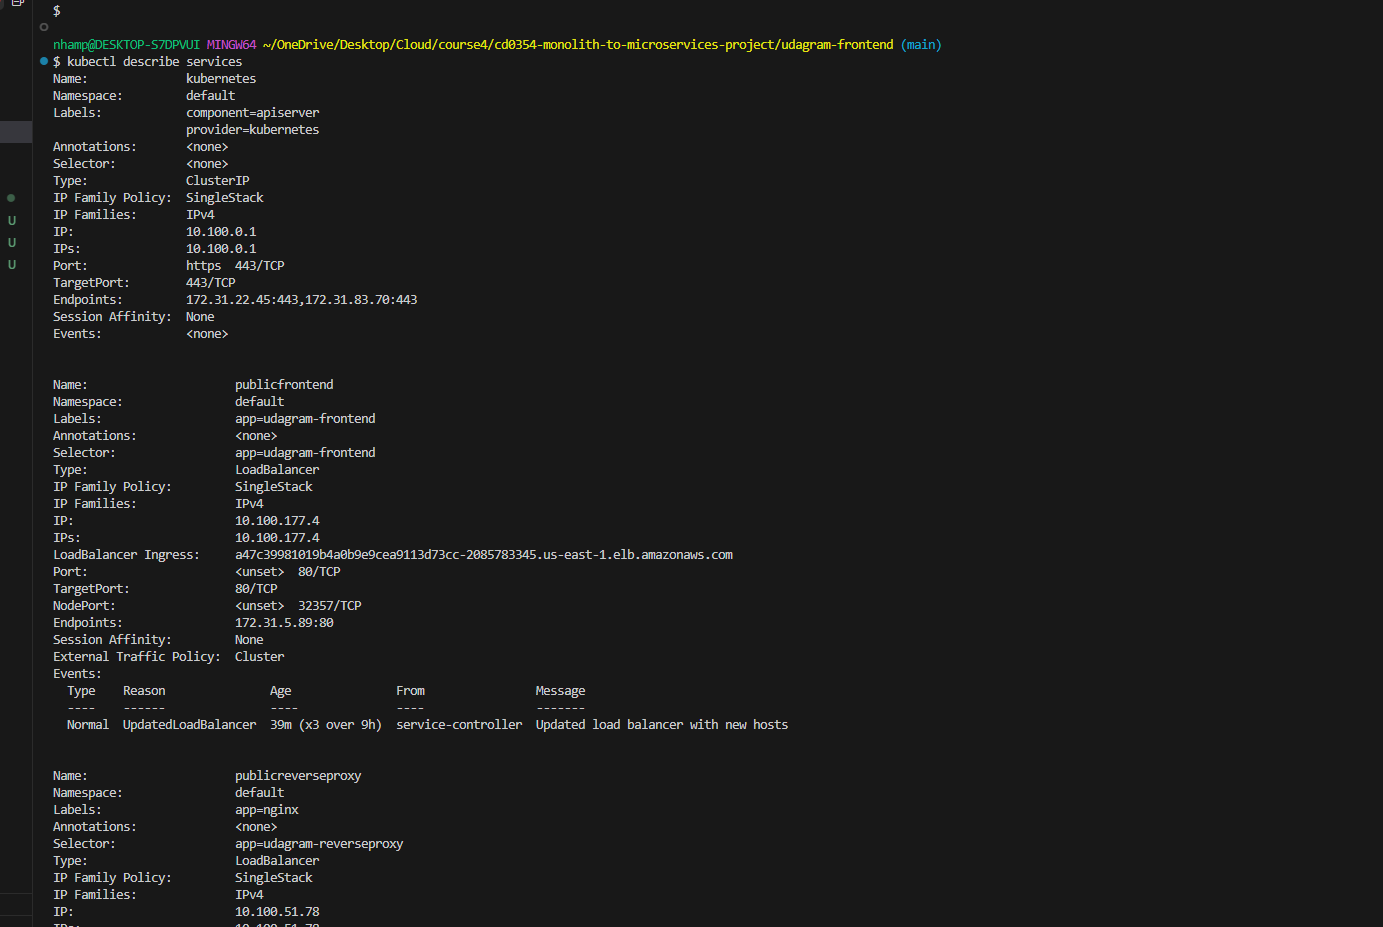 $
nhamp@DESKTOP-S7DPVUI MINGW64 ~/OneDrive/Desktop/Cloud/course4/cd0354-monolith-to-microservices-project/udagram-frontend (main)
$ kubectl describe services
Name:              kubernetes
Namespace:         default
Labels:            component=apiserver
                   provider=kubernetes
Annotations:       <none>
Selector:          <none>
Type:              ClusterIP
IP Family Policy:  SingleStack
IP Families:       IPv4
IP:                10.100.0.1
IPs:               10.100.0.1
Port:              https  443/TCP
TargetPort:        443/TCP
Endpoints:         172.31.22.45:443,172.31.83.70:443
Session Affinity:  None
Events:            <none>
Name:                     publicfrontend
Namespace:                default
Labels:                   app=udagram-frontend
Annotations:              <none>
Selector:                 app=udagram-frontend
Type:                     LoadBalancer
IP Family Policy:         SingleStack
IP Families:              IPv4
IP:                       10.100.177.4
IPs:                      10.100.177.4
LoadBalancer Ingress:     a47c39981019b4a0b9e9cea9113d73cc-2085783345.us-east-1.elb.amazonaws.com
Port:                     <unset>  80/TCP
TargetPort:               80/TCP
NodePort:                 <unset>  32357/TCP
Endpoints:                172.31.5.89:80
Session Affinity:         None
External Traffic Policy:  Cluster
Events:
  Type    Reason               Age                From                Message
  ----    ------               ----               ----                -------
  Normal  UpdatedLoadBalancer  39m (x3 over 9h)  service-controller  Updated load balancer with new hosts
Name:                     publicreverseproxy
Namespace:                default
Labels:                   app=nginx
Annotations:              <none>
Selector:                 app=udagram-reverseproxy
Type:                     LoadBalancer
IP Family Policy:         SingleStack
IP Families:              IPv4
IP:                       10.100.51.78
IPs:                      10.100.51.78
U
U
U